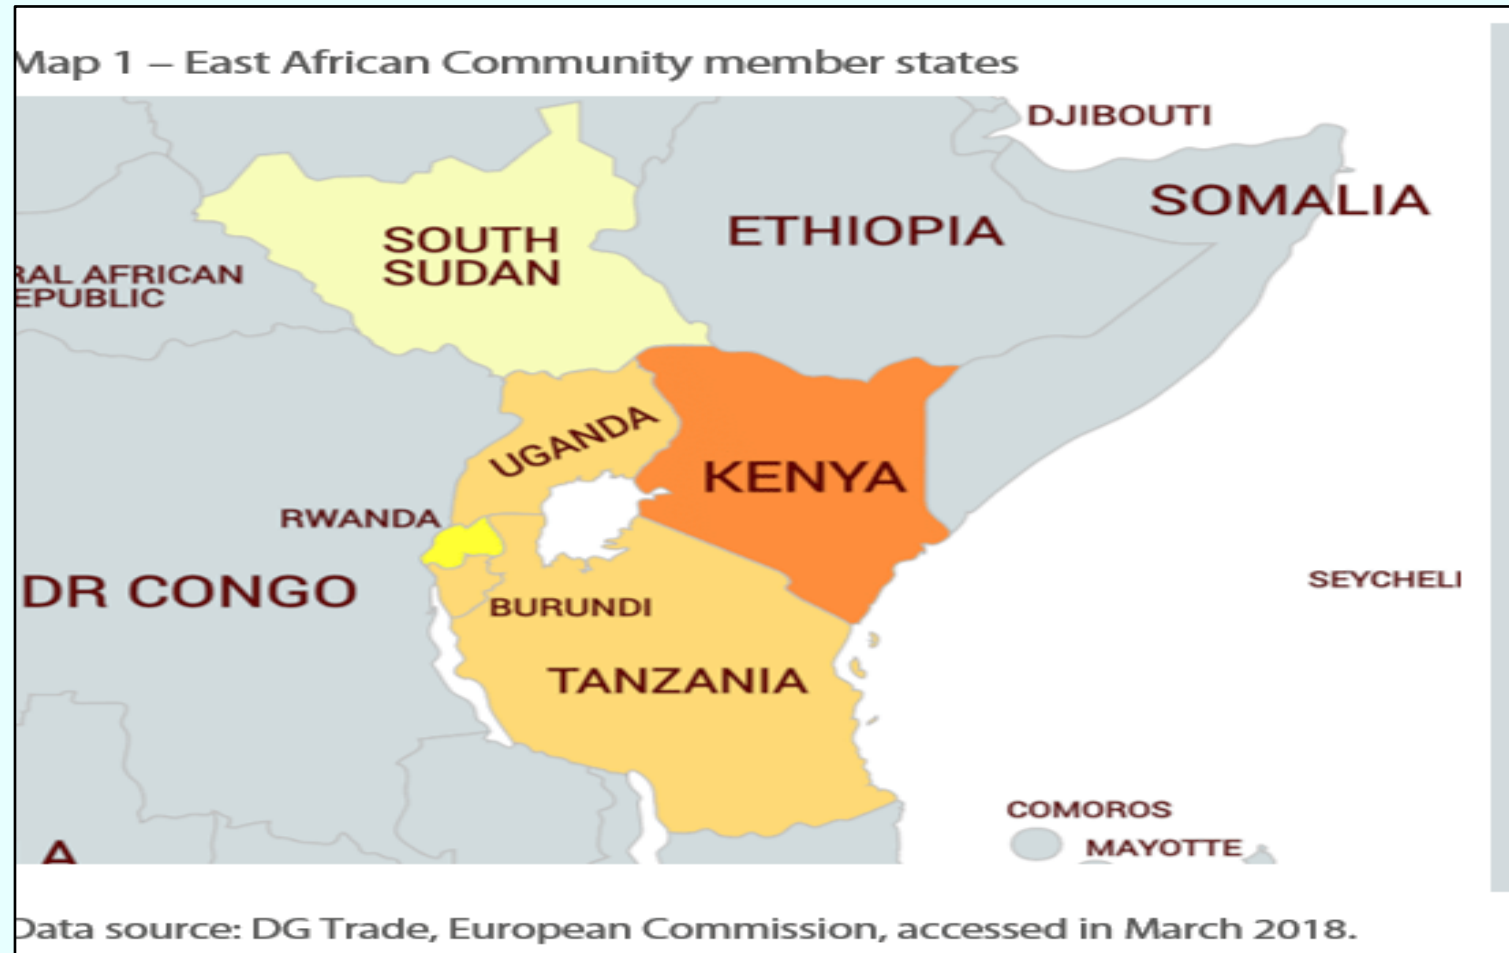 Map 1 – East African Community member states
DJIBOUTI
SOMALIA
ETHIOPIA
SOUTH
SUDAN
RAL AFRICAN
EPUBLIC
UGANDA
KENYA
RWANDA
DR CONGO
BURUNDI
SEYCHELI
TANZANIA
COMOROS
MAYOTTE
A
Data source: DG Trade, European Commission, accessed in March 2018.